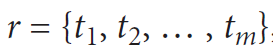 r = {t₁, t₂, … , tₘ},